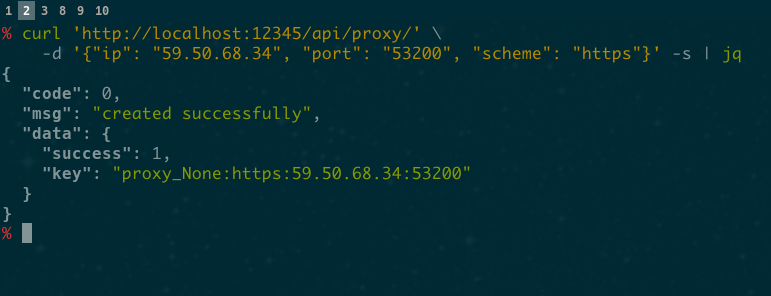 1 2 3 8 9 10
% curl 'http://localhost:12345/api/proxy/' \
    -d '{"ip": "59.50.68.34", "port": "53200", "scheme": "https"}' -s | jq
{
  "code": 0,
  "msg": "created successfully",
  "data": {
    "success": 1,
    "key": "proxy_None:https:59.50.68.34:53200"
  }
}
%